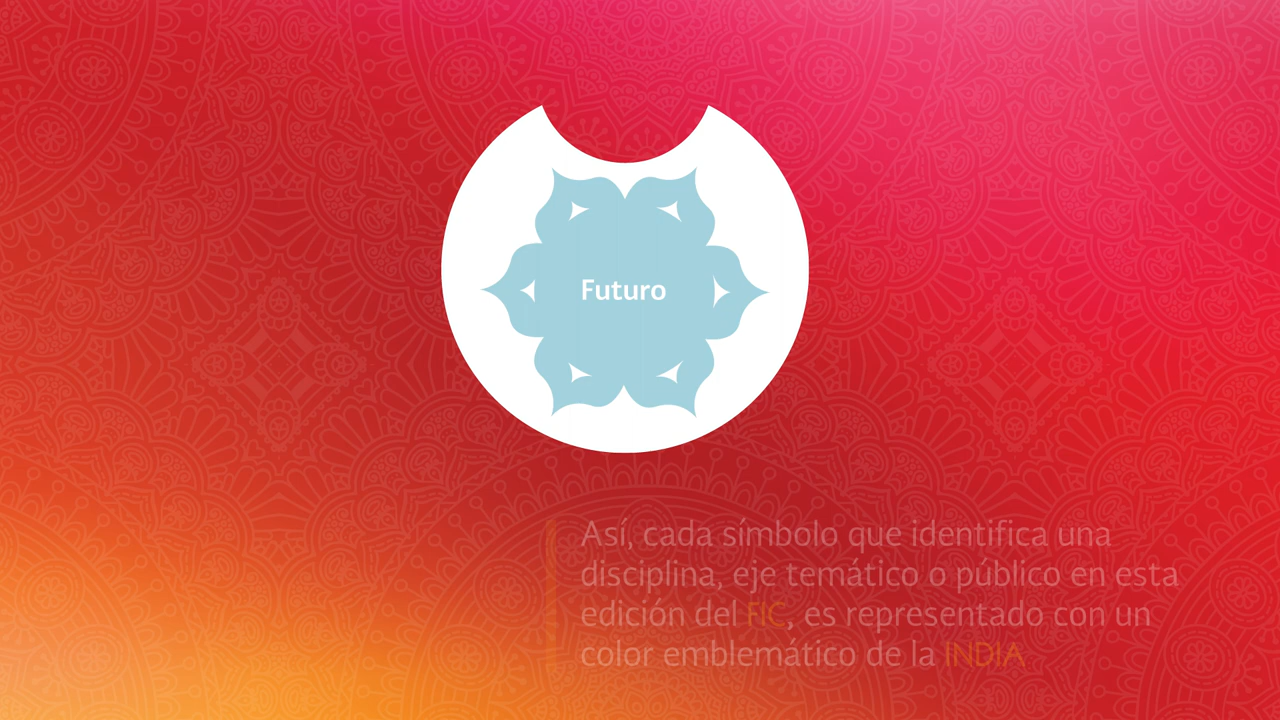 Futuro
Así, cada símbolo que identifica una
disciplina, eje temático o público en esta
edición del FIC, es representado con un
color emblemático de la INDIA